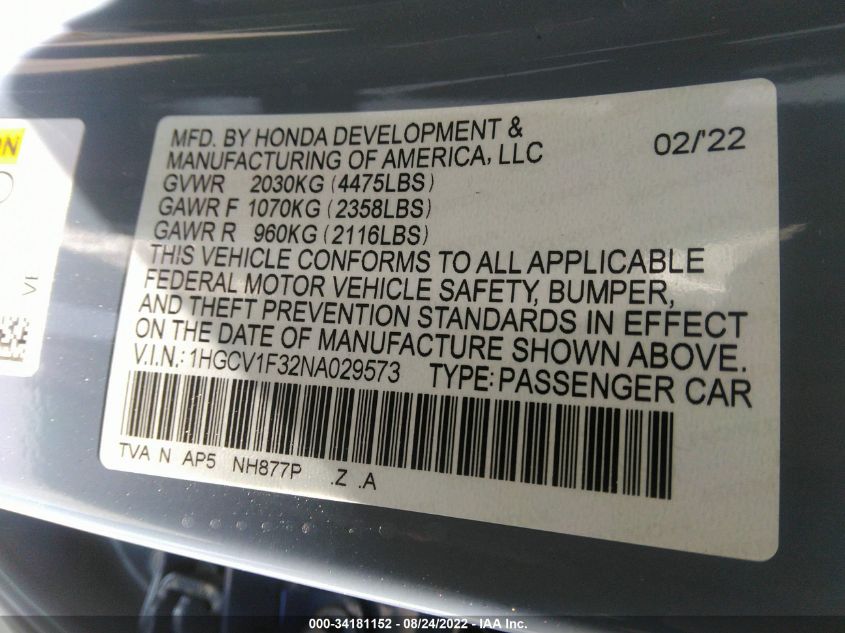 MFD. BY HONDA DEVELOPMENT & 02/'22
MANUFACTURING OF AMERICA, LLC
GVWR 2030KG (4475LBS)
GAWR F 1070KG (2358LBS)
GAWR R 960KG (2116LBS)
THIS VEHICLE CONFORMS TO ALL APPLICABLE
FEDERAL MOTOR VEHICLE SAFETY, BUMPER,
AND THEFT PREVENTION STANDARDS IN EFFECT
ON THE DATE OF MANUFACTURE SHOWN ABOVE.
V.I.N.: 1HGCV1F32NA029573 TYPE: PASSENGER CAR
TVA N AP5 NH877P .Z .A
000-34181152 - 08/24/2022 - IAA Inc.